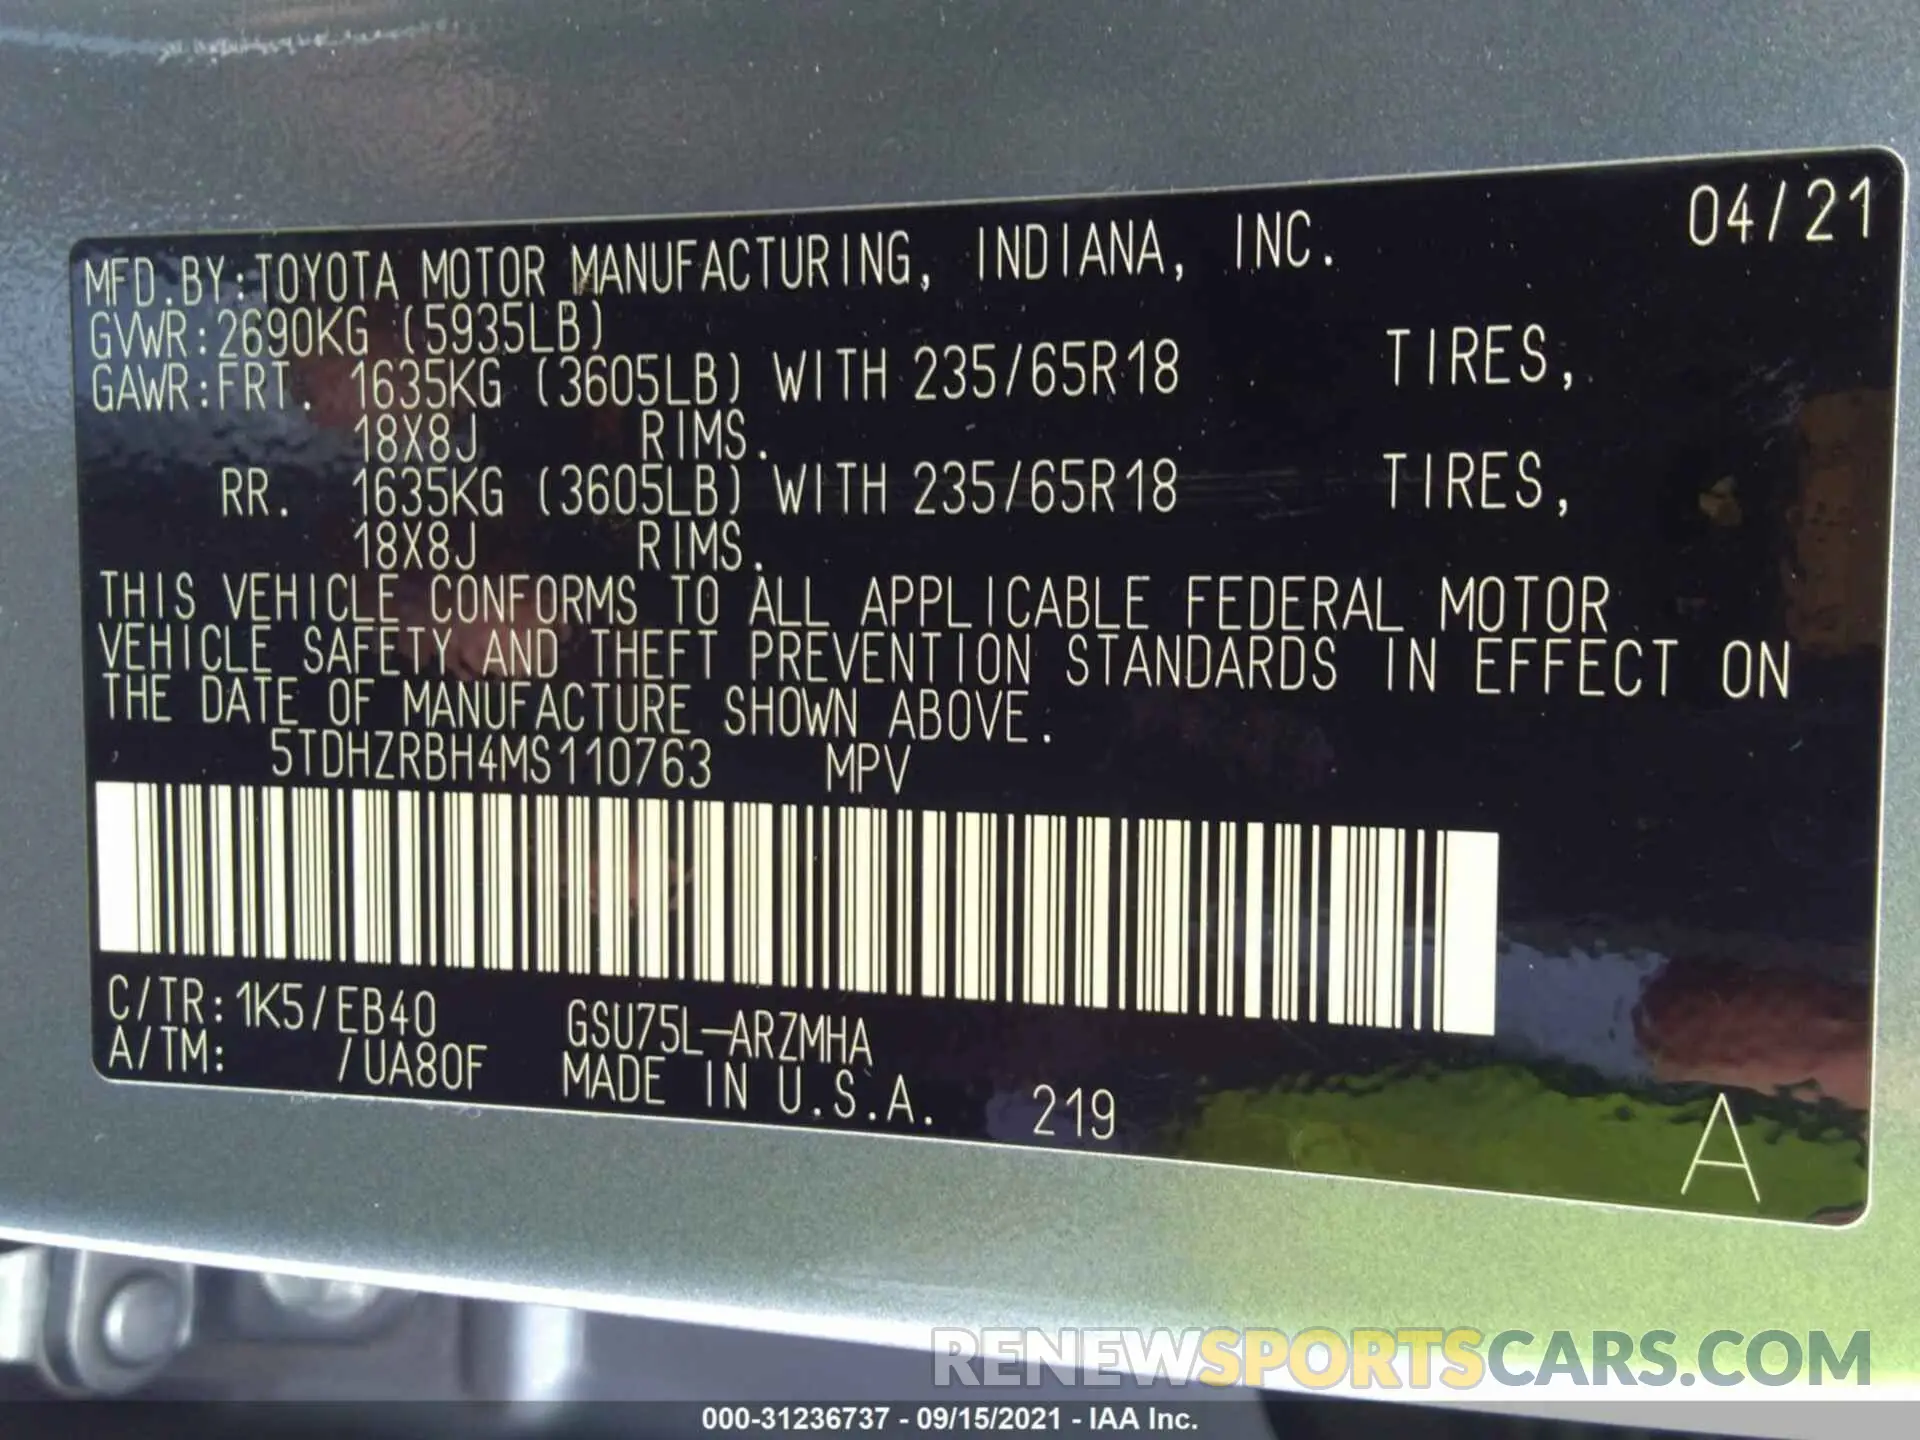 04/21
MFD.BY:TOYOTA MOTOR MANUFACTURING, INDIANA, INC.
GVWR:2690KG (5935LB)
GAWR:FRT. 1635KG (3605LB) WITH 235/65R18 TIRES,
18X8J RIMS.
RR. 1635KG (3605LB) WITH 235/65R18 TIRES,
18X8J RIMS.
THIS VEHICLE CONFORMS TO ALL APPLICABLE FEDERAL MOTOR
VEHICLE SAFETY AND THEFT PREVENTION STANDARDS IN EFFECT ON
THE DATE OF MANUFACTURE SHOWN ABOVE.
5TDHZRBH4MS110763 MPV
C/TR:1K5/EB40 GSU75L-ARZMHA
A/TM: /UA80F MADE IN U.S.A. 219
A
RENEWSPORTSCARS.COM
000-31236737 - 09/15/2021 - IAA Inc.